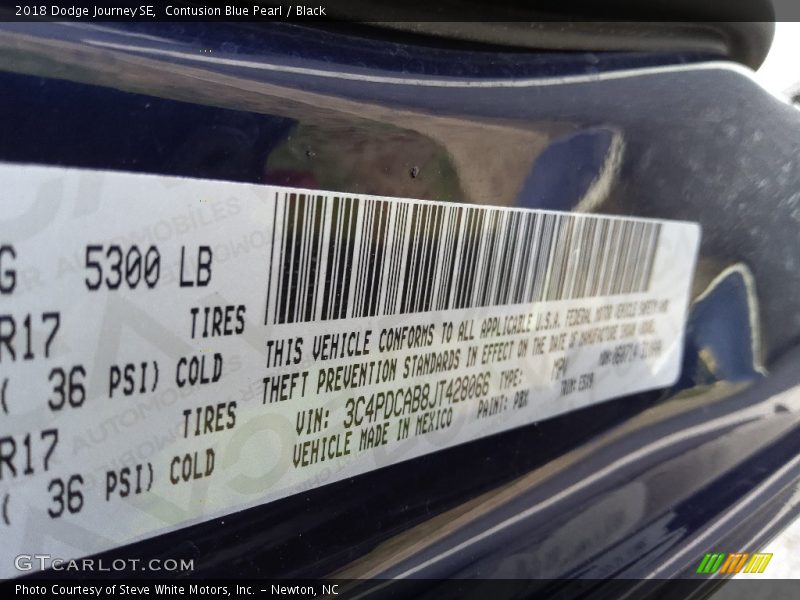 2018 Dodge Journey SE,  Contusion Blue Pearl / Black
G 5300 LB
R17 TIRES
( 36 PSI) COLD
R17 TIRES
( 36 PSI) COLD
THIS VEHICLE CONFORMS TO ALL APPLICABLE U.S.A. FEDERAL MOTOR VEHICLE SAFETY AND
THEFT PREVENTION STANDARDS IN EFFECT ON THE DATE OF MANUFACTURE SHOWN ABOVE.
VIN: 3C4PDCAB8JT428066 TYPE: MPV
VEHICLE MADE IN MEXICO PAINT: PBX
GTCARLOT.COM
Photo Courtesy of Steve White Motors, Inc. – Newton, NC